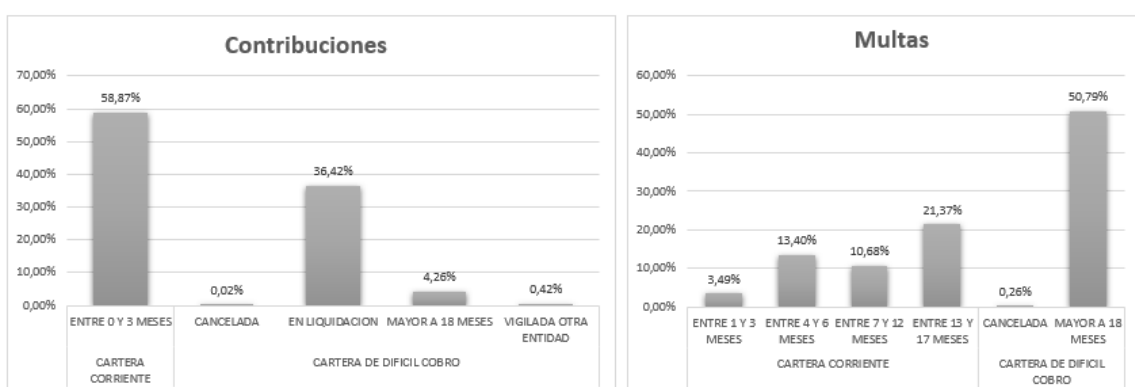 Contribuciones
70,00%
60,00%
50,00%
40,00%
30,00%
20,00%
10,00%
0,00%
58,87%
0,02%
36,42%
4,26%
0,42%
ENTRE 0 Y 3 MESES
CANCELADA
EN LIQUIDACION
MAYOR A 18 MESES
VIGILADA OTRA
ENTIDAD
CARTERA
CORRIENTE
CARTERA DE DIFICIL COBRO
Multas
60,00%
50,00%
40,00%
30,00%
20,00%
10,00%
0,00%
3,49%
13,40%
10,68%
21,37%
0,26%
50,79%
ENTRE 1 Y 3
MESES
ENTRE 4 Y 6
MESES
ENTRE 7 Y 12
MESES
ENTRE 13 Y
17 MESES
CANCELADA
MAYOR A 18
MESES
CARTERA CORRIENTE
CARTERA DE DIFICIL
COBRO